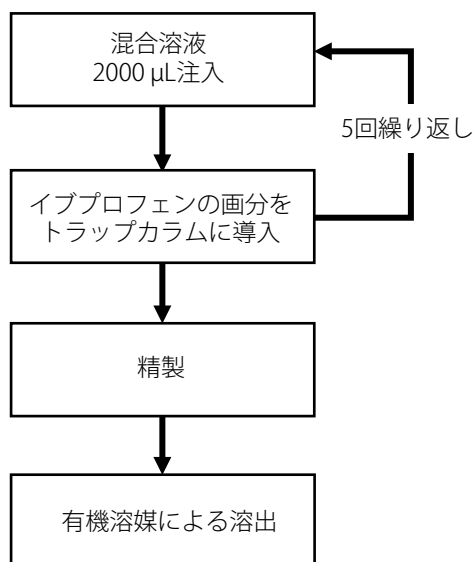 混合溶液
2000 µL注入
5回繰り返し
イブプロフェンの画分を
トラップカラムに導入
精製
有機溶媒による溶出